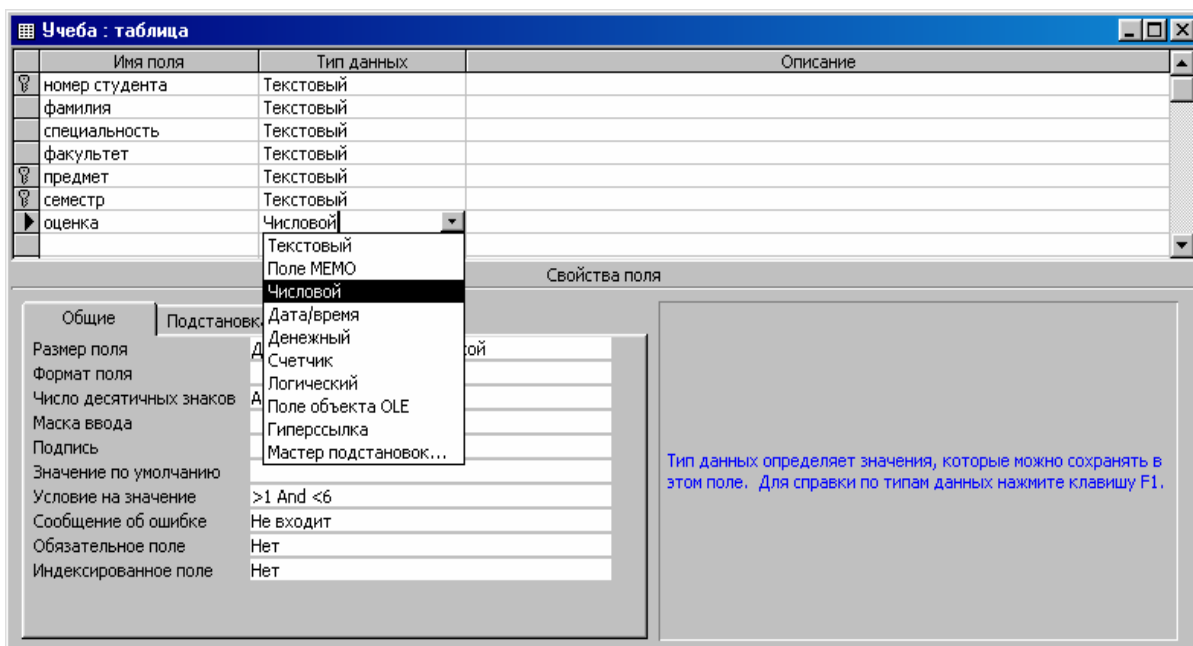 Учеба : таблица
Имя поля Тип данных Описание
номер студента Текстовый
фамилия Текстовый
специальность Текстовый
факультет Текстовый
предмет Текстовый
семестр Текстовый
оценка Числовой
Текстовый
Поле MEMO
Числовой
Дата/время
Денежный
Счетчик
Логический
Поле объекта OLE
Гиперссылка
Мастер подстановок...
Свойства поля
Общие
Размер поля
Формат поля
Число десятичных знаков
Маска ввода
Подпись
Значение по умолчанию
Условие на значение >1 And <6
Сообщение об ошибке Не входит
Обязательное поле Нет
Индексированное поле Нет
Тип данных определяет значения, которые можно сохранять в
этом поле. Для справки по типам данных нажмите клавишу F1.